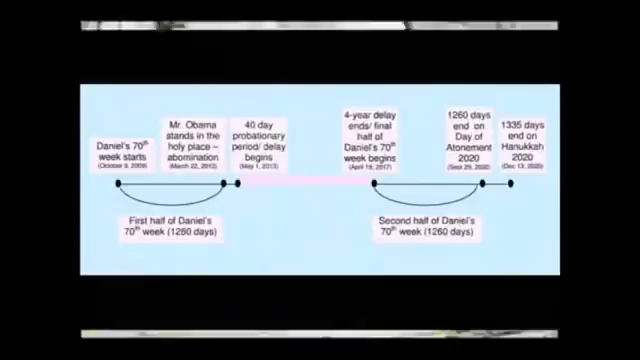 Daniel's 70th
week starts
(October 9, 2009)
Mr. Obama
stands in the
holy place –
abomination
(March 22, 2013)
40 day
probationary
period/ delay
begins
(May 1, 2013)
4-year delay
ends/ final
half of
Daniel's 70th
week begins
(April 19, 2017)
1260 days
end on
Day of
Atonement
2020
(Sept 29, 2020)
1335 days
end on
Hanukkah
2020
(Dec 13, 2020)
First half of Daniel's
70th week (1260 days)
Second half of Daniel's
70th week (1260 days)